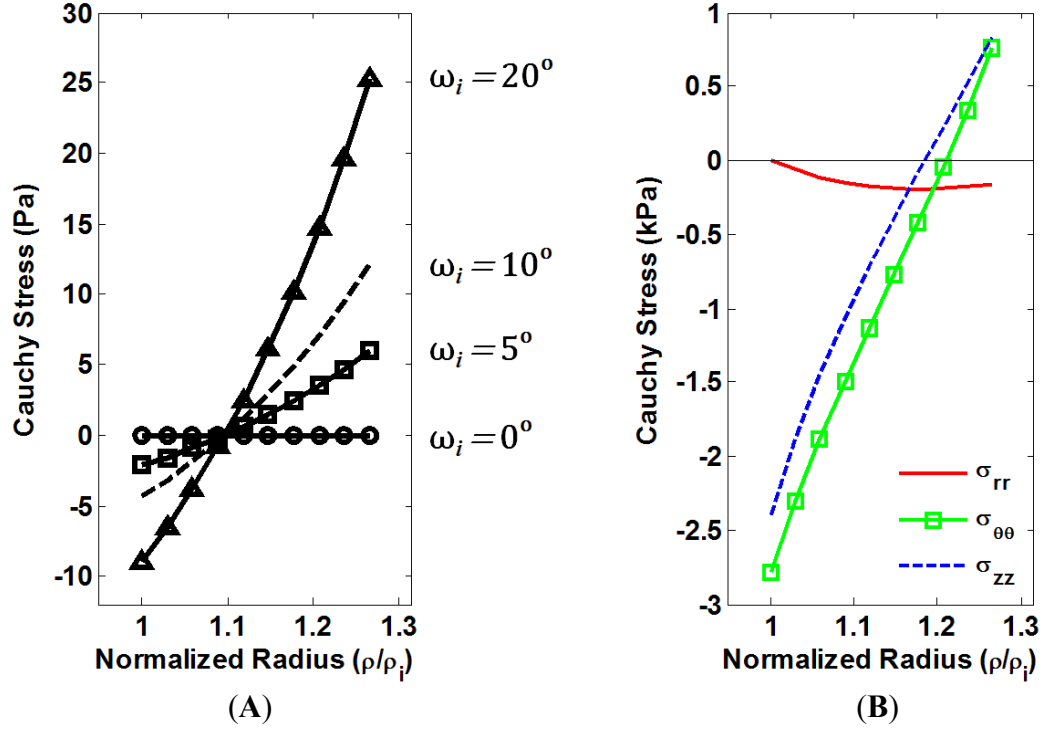 30
25
20
15
10
5
0
-5
-10
Cauchy Stress (Pa)
1
1.1
1.2
1.3
Normalized Radius (ρ/ρi)
ωi = 20°
ωi = 10°
ωi = 5°
ωi = 0°
(A)
1
0.5
0
-0.5
-1
-1.5
-2
-2.5
-3
Cauchy Stress (kPa)
σrr
σθθ
σzz
1
1.1
1.2
1.3
Normalized Radius (ρ/ρi)
(B)